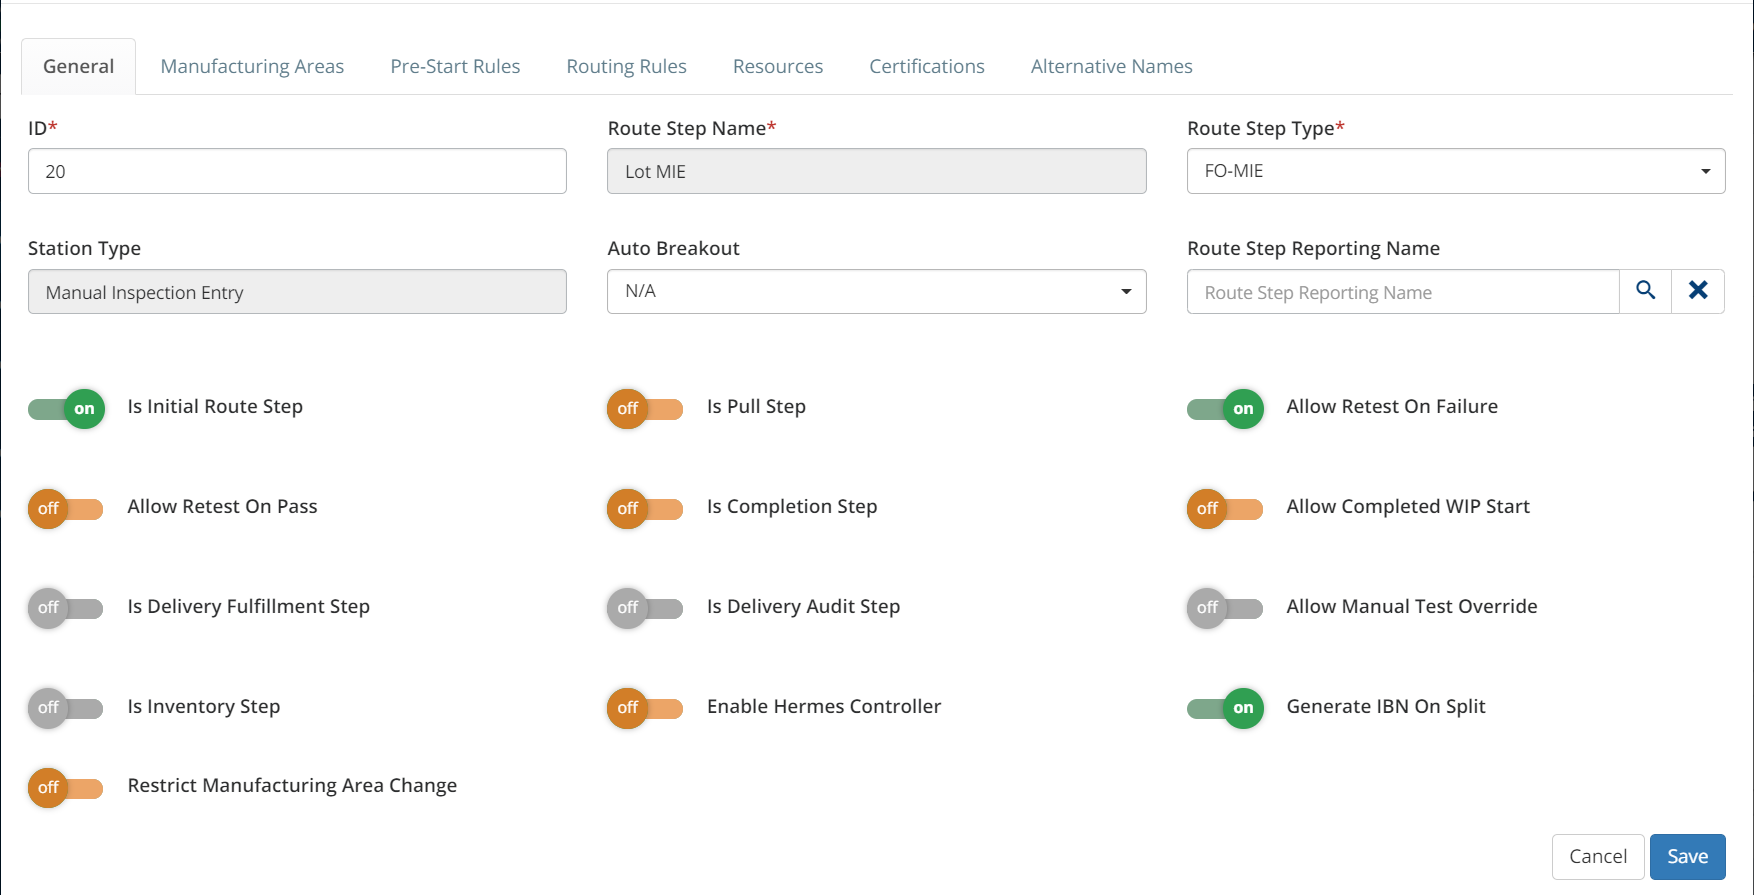 General Manufacturing Areas Pre-Start Rules Routing Rules Resources Certifications Alternative Names
ID* Route Step Name* Route Step Type*
20 Lot MIE FO-MIE
Station Type Auto Breakout Route Step Reporting Name
Manual Inspection Entry N/A Route Step Reporting Name
on Is Initial Route Step off Is Pull Step on Allow Retest On Failure
off Allow Retest On Pass off Is Completion Step off Allow Completed WIP Start
off Is Delivery Fulfillment Step off Is Delivery Audit Step off Allow Manual Test Override
off Is Inventory Step off Enable Hermes Controller on Generate IBN On Split
off Restrict Manufacturing Area Change
Cancel Save